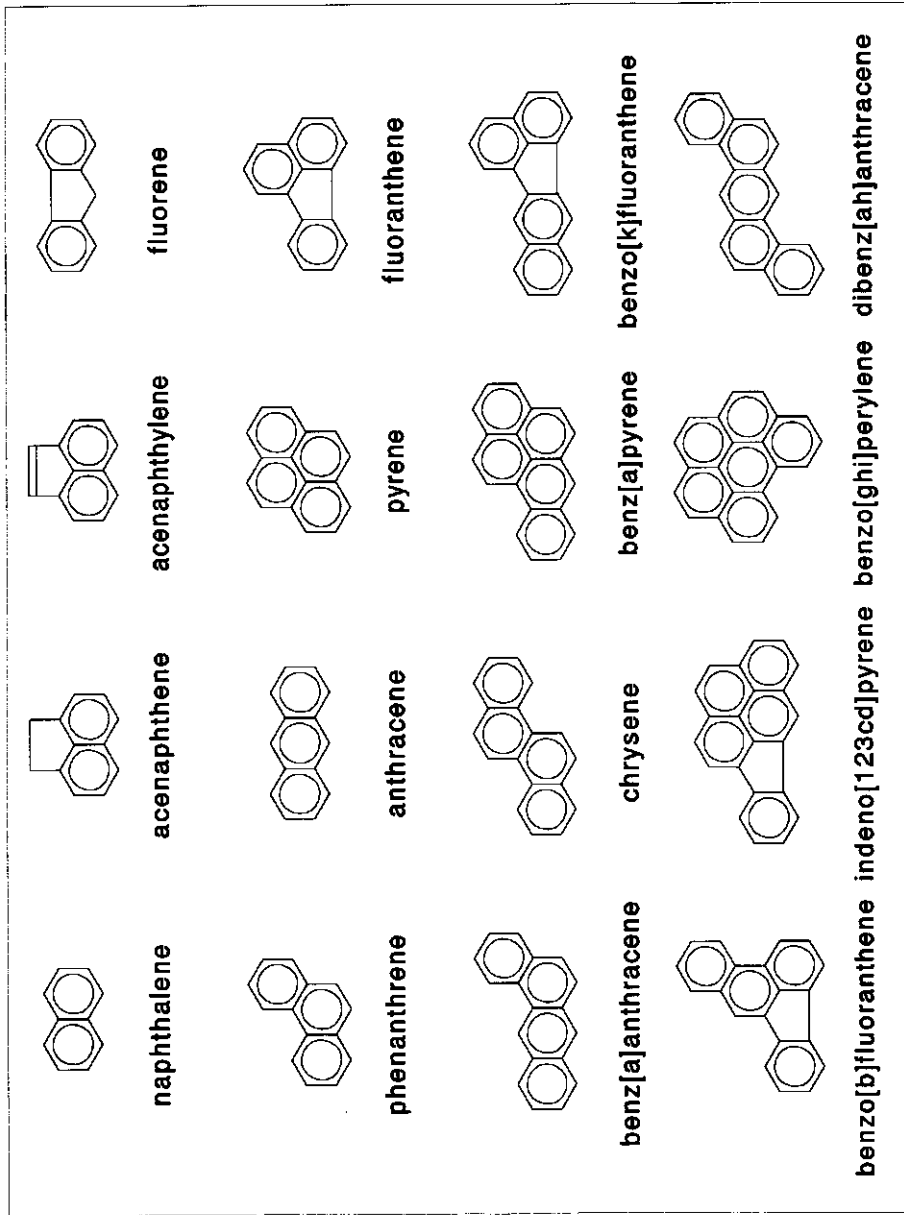 naphthalene acenaphthene acenaphthylene fluorene
phenanthrene anthracene pyrene fluoranthene
benz[a]anthracene chrysene benz[a]pyrene benzo[k]fluoranthene
benzo[b]fluoranthene indeno[123cd]pyrene benzo[ghi]perylene dibenz[ah]anthracene